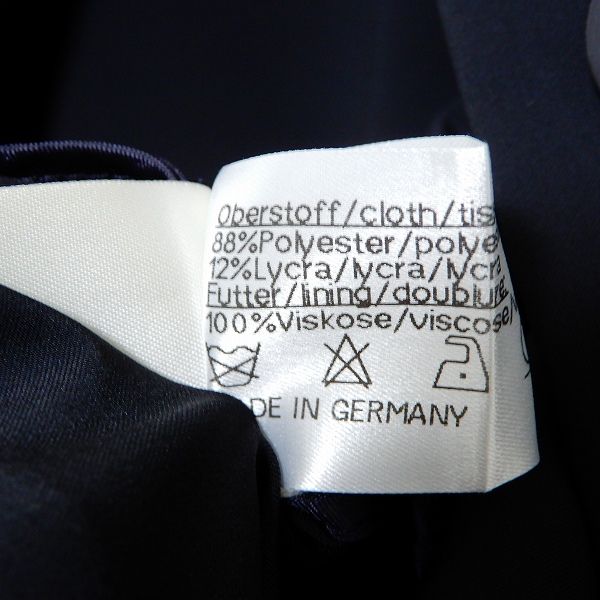 Oberstoff/cloth/tis
88%Polyester/polye
12%Lycra/lycra/lycra
Futter/lining/doublure
100%Viskose/viscose/
DE IN GERMANY